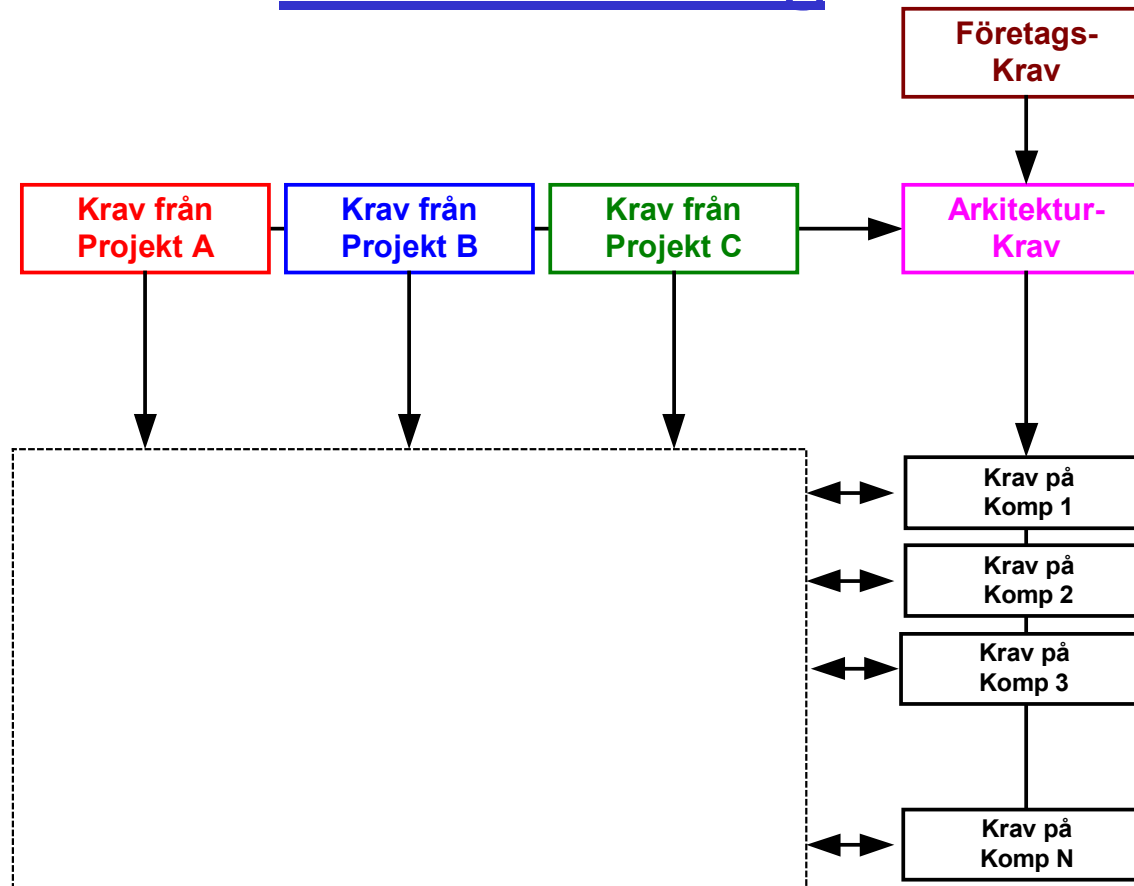 Företags-
Krav
Krav från
Projekt A
Krav från
Projekt B
Krav från
Projekt C
Arkitektur-
Krav
Krav på
Komp 1
Krav på
Komp 2
Krav på
Komp 3
Krav på
Komp N